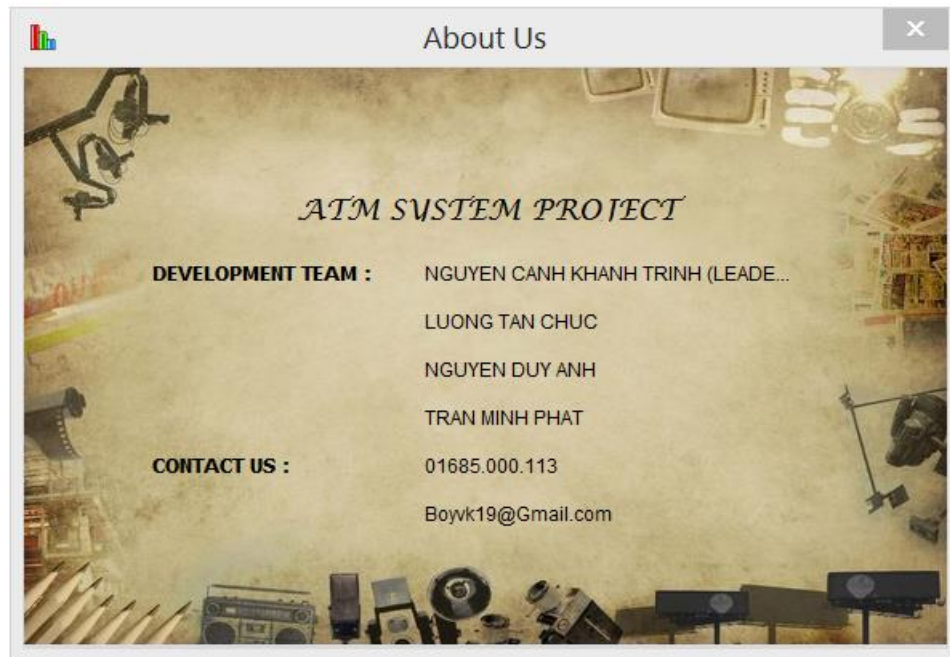 About Us
ATM SYSTEM PROJECT
DEVELOPMENT TEAM : NGUYEN CANH KHANH TRINH (LEADE...
LUONG TAN CHUC
NGUYEN DUY ANH
TRAN MINH PHAT
CONTACT US : 01685.000.113
Boyvk19@Gmail.com